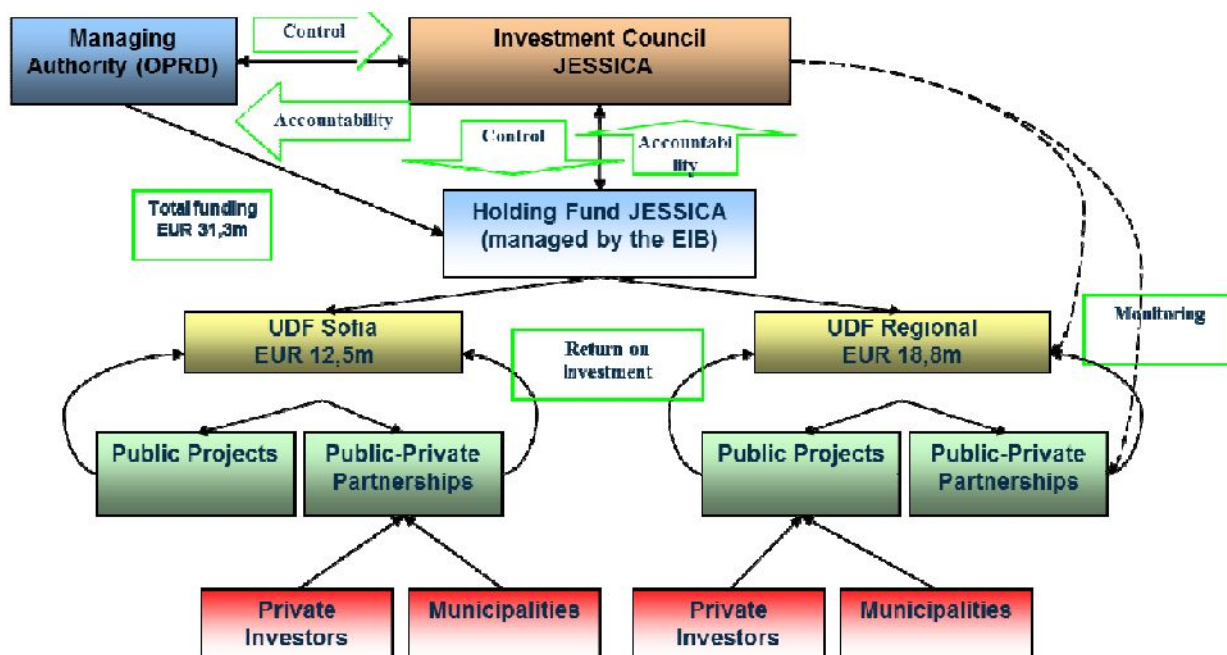 Managing
Authority (OPRD)
Control
Investment Council
JESSICA
Accountability
Control
Accountabi
lity
Total funding
EUR 31,3m
Holding Fund JESSICA
(managed by the EIB)
UDF Sofia
EUR 12,5m
Return on
investment
UDF Regional
EUR 18,8m
Monitoring
Public Projects
Public-Private
Partnerships
Public Projects
Public-Private
Partnerships
Private
Investors
Municipalities
Private
Investors
Municipalities